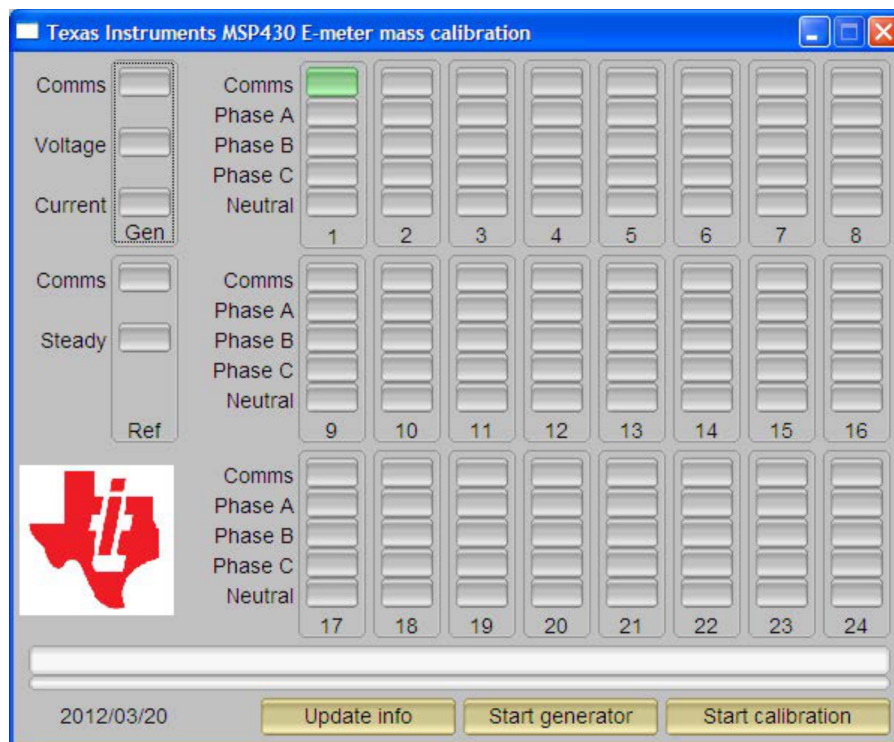 Texas Instruments MSP430 E-meter mass calibration
Comms
Voltage
Current
Gen
Comms
Phase A
Phase B
Phase C
Neutral
1 2 3 4 5 6 7 8
Comms
Steady
Ref
Comms
Phase A
Phase B
Phase C
Neutral
9 10 11 12 13 14 15 16
Comms
Phase A
Phase B
Phase C
Neutral
17 18 19 20 21 22 23 24
2012/03/20 Update info Start generator Start calibration